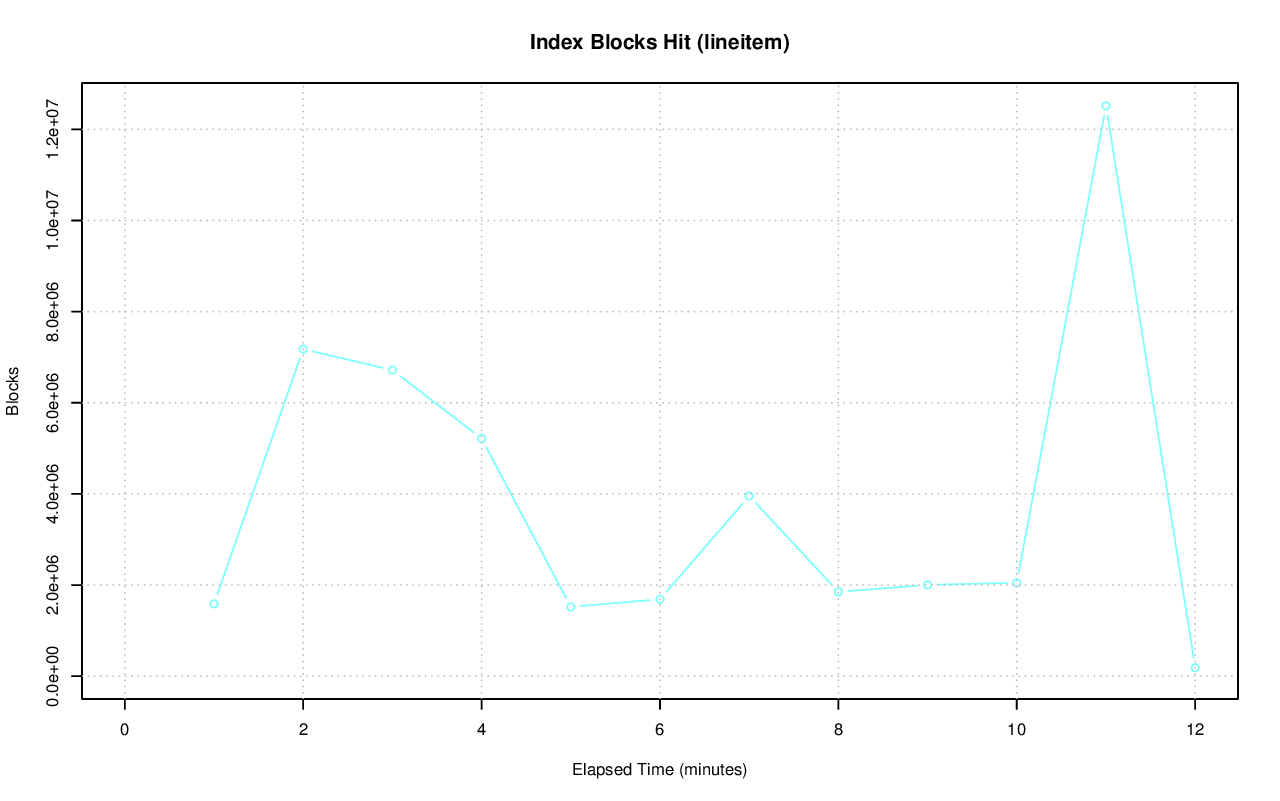 Index Blocks Hit (lineitem)
Blocks
1.2e+07
1.0e+07
8.0e+06
6.0e+06
4.0e+06
2.0e+06
0.0e+00
0 2 4 6 8 10 12
Elapsed Time (minutes)